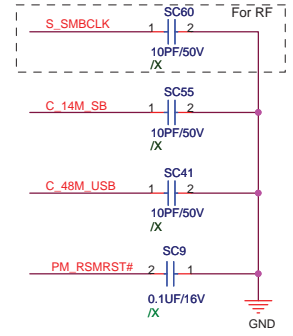 SC60 For RF
S_SMBCLK 1 2
10PF/50V
/X
SC55
C_14M_SB 1 2
10PF/50V
/X
SC41
C_48M_USB 1 2
10PF/50V
/X
SC9
PM_RSMRST# 2 1
0.1UF/16V
/X
GND